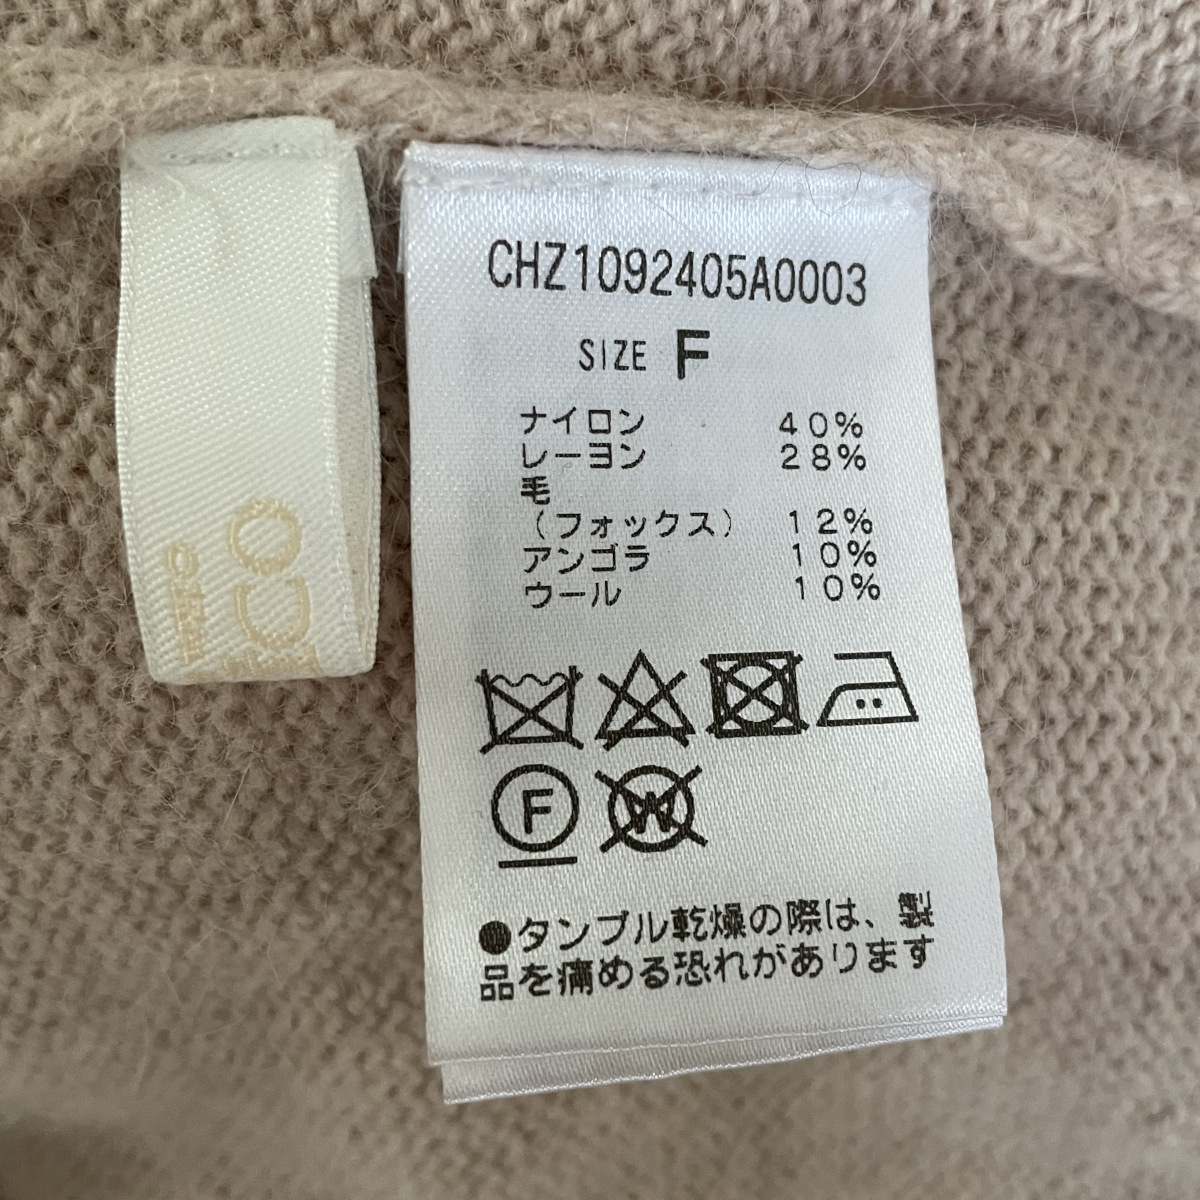 CHZ1092405A0003
SIZE F
ナイロン 40%
レーヨン 28%
毛
(フォックス) 12%
アンゴラ 10%
ウール 10%
F W
●タンブル乾燥の際は、製
品を痛める恐れがあります